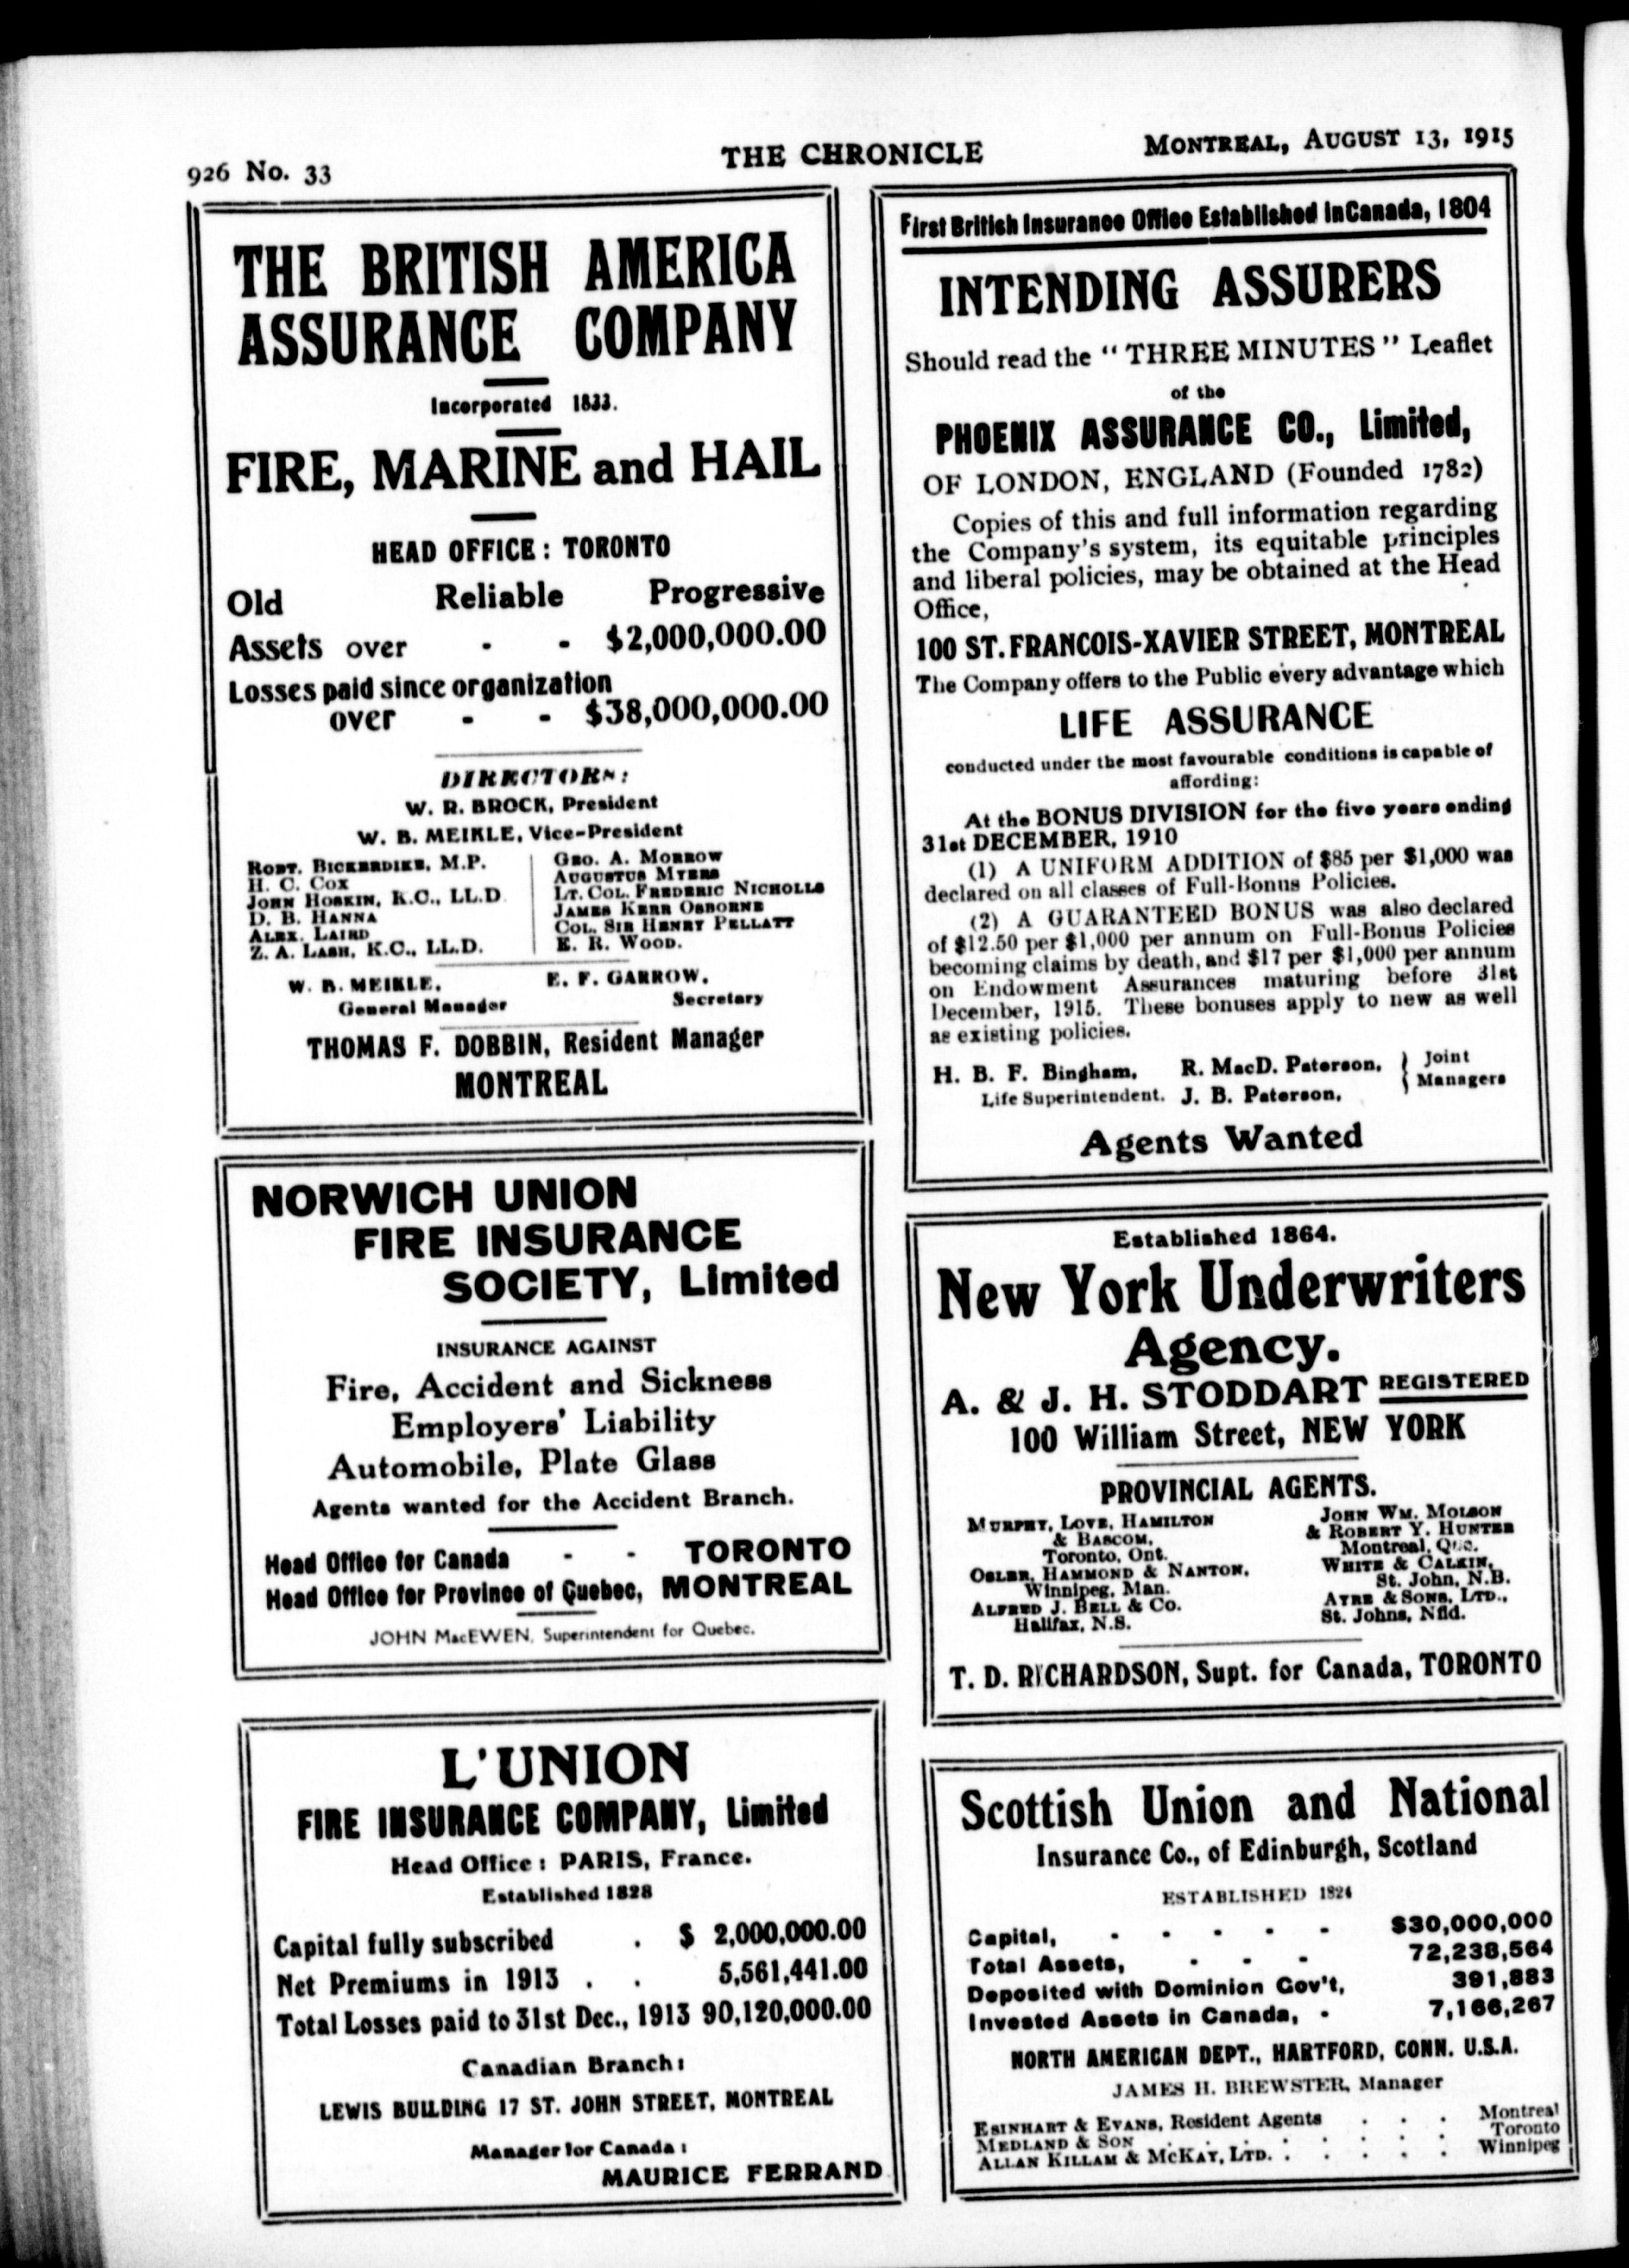 926 No. 33
THE CHRONICLE
MONTREAL, AUGUST 13, 1915
THE BRITISH AMERICA
ASSURANCE COMPANY
Incorporated 1833.
FIRE, MARINE and HAIL
HEAD OFFICE: TORONTO
Old Reliable Progressive
Assets over - - $2,000,000.00
Losses paid since organization
over - - $38,000,000.00
DIRECTORS:
W. R. BROCK, President
W. B. MEIKLE, Vice-President
ROBT. BICKERDIKE, M.P.
H. C. COX
JOHN HOSKIN, K.C., LL.D.
D. B. HANNA
ALEX. LAIRD
Z. A. LASH, K.C., LL.D.
GEO. A. MORROW
AUGUSTUS MYERS
LT. COL. FREDERIC NICHOLLS
JAMES KERR OSBORNE
COL. SIR HENRY PELLATT
E. R. WOOD.
W. B. MEIKLE, E. F. GARROW,
General Manager Secretary
THOMAS F. DOBBIN, Resident Manager
MONTREAL
NORWICH UNION
FIRE INSURANCE
SOCIETY, Limited
INSURANCE AGAINST
Fire, Accident and Sickness
Employers' Liability
Automobile, Plate Glass
Agents wanted for the Accident Branch.
Head Office for Canada - - TORONTO
Head Office for Province of Quebec, MONTREAL
JOHN MacEWEN, Superintendent for Quebec.
L'UNION
FIRE INSURANCE COMPANY, Limited
Head Office: PARIS, France.
Established 1828
Capital fully subscribed . $ 2,000,000.00
Net Premiums in 1913 . . 5,561,441.00
Total Losses paid to 31st Dec., 1913 90,120,000.00
Canadian Branch:
LEWIS BUILDING 17 ST. JOHN STREET, MONTREAL
Manager for Canada:
MAURICE FERRAND
First British Insurance Office Established in Canada, 1804
INTENDING ASSURERS
Should read the "THREE MINUTES" Leaflet
of the
PHOENIX ASSURANCE CO., Limited,
OF LONDON, ENGLAND (Founded 1782)
Copies of this and full information regarding
the Company's system, its equitable principles
and liberal policies, may be obtained at the Head
Office,
100 ST. FRANCOIS-XAVIER STREET, MONTREAL
The Company offers to the Public every advantage which
LIFE ASSURANCE
conducted under the most favourable conditions is capable of
affording:
At the BONUS DIVISION for the five years ending
31st DECEMBER, 1910
(1) A UNIFORM ADDITION of $85 per $1,000 was
declared on all classes of Full-Bonus Policies.
(2) A GUARANTEED BONUS was also declared
of $12.50 per $1,000 per annum on Full-Bonus Policies
becoming claims by death, and $17 per $1,000 per annum
on Endowment Assurances maturing before 31st
December, 1915. These bonuses apply to new as well
as existing policies.
H. B. F. Bingham, R. MacD. Paterson, } Joint
Life Superintendent. J. B. Paterson, } Managers
Agents Wanted
Established 1864.
New York Underwriters
Agency.
A. & J. H. STODDART REGISTERED
100 William Street, NEW YORK
PROVINCIAL AGENTS.
MURPHY, LOVE, HAMILTON
& BASCOM,
Toronto, Ont.
OSLER, HAMMOND & NANTON,
Winnipeg, Man.
ALFRED J. BELL & Co.
Halifax, N.S.
JOHN WM. MOLSON
& ROBERT Y. HUNTER
Montreal, Que.
WHITE & CALKIN,
St. John, N.B.
AYRE & SONS, LTD.,
St. Johns, Nfld.
T. D. RICHARDSON, Supt. for Canada, TORONTO
Scottish Union and National
Insurance Co., of Edinburgh, Scotland
ESTABLISHED 1824
Capital, - - - - - $30,000,000
Total Assets, - - - 72,238,564
Deposited with Dominion Gov't, 391,883
Invested Assets in Canada, - 7,166,267
NORTH AMERICAN DEPT., HARTFORD, CONN. U.S.A.
JAMES H. BREWSTER, Manager
ESINHART & EVANS, Resident Agents . . . Montreal
MEDLAND & SON . . . . . . . . Toronto
ALLAN KILLAM & MCKAY, LTD. . . . . . Winnipeg